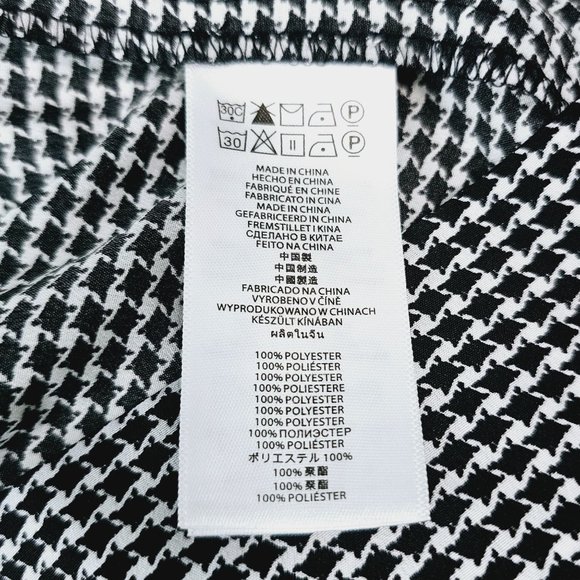 30C P
30 P
MADE IN CHINA
HECHO EN CHINA
FABRIQUÉ EN CHINE
FABBRICATO IN CINA
MADE IN CHINA
GEFABRICEERD IN CHINA
FREMSTILLET I KINA
СДЕЛАНО В КИТАЕ
FEITO NA CHINA
中国製
中国制造
中國製造
FABRICADO NA CHINA
VYROBENO V ČÍNĚ
WYPRODUKOWANO W CHINACH
KÉSZÜLT KÍNÁBAN
ผลิตในจีน
100% POLYESTER
100% POLIÉSTER
100% POLYESTER
100% POLIESTERE
100% POLYESTER
100% POLYESTER
100% POLYESTER
100% ПОЛИЭСТЕР
100% POLIÉSTER
ポリエステル 100%
100% 聚酯
100% 聚酯
100% POLIÉSTER